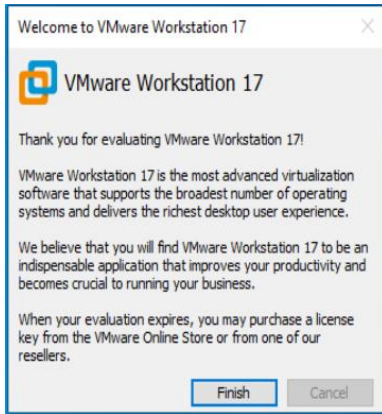 Welcome to VMware Workstation 17
VMware Workstation 17
Thank you for evaluating VMware Workstation 17!
VMware Workstation 17 is the most advanced virtualization
software that supports the broadest number of operating
systems and delivers the richest desktop user experience.
We believe that you will find VMware Workstation 17 to be an
indispensable application that improves your productivity and
becomes crucial to running your business.
When your evaluation expires, you may purchase a license
key from the VMware Online Store or from one of our
resellers.
Finish Cancel